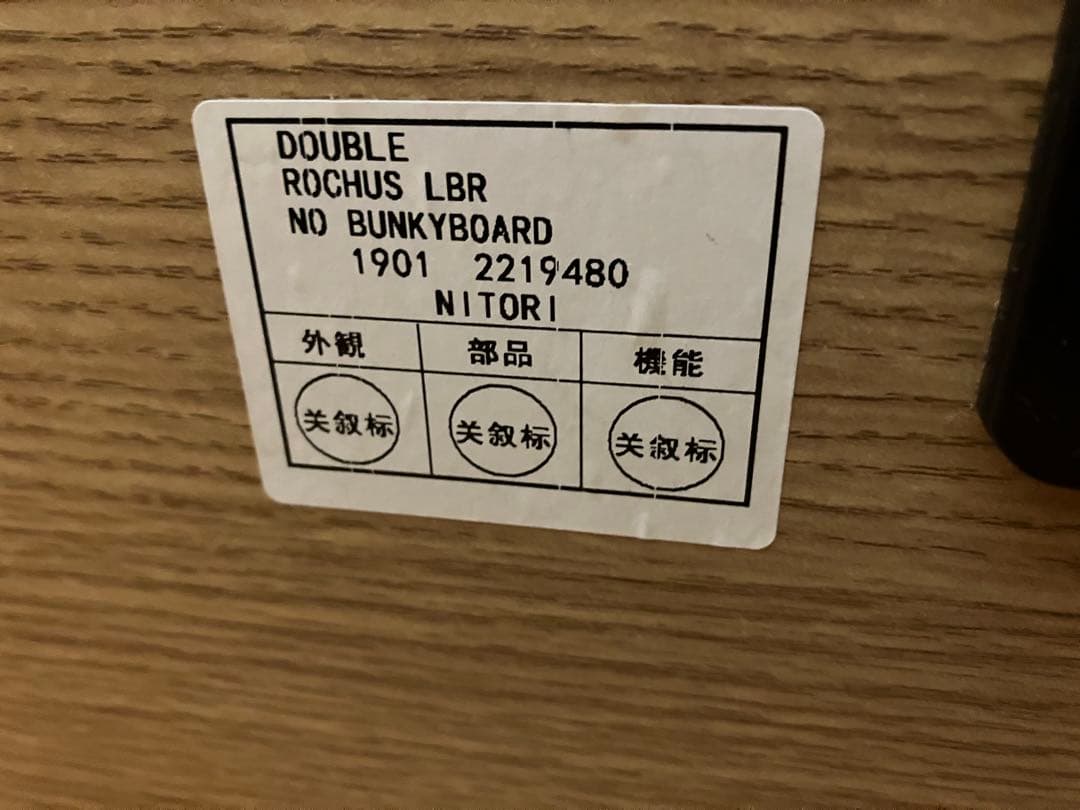 DOUBLE
ROCHUS LBR
NO BUNKYBOARD
1901 2219480
NITORI
外観 部品 機能
关叙标 关叙标 关叙标